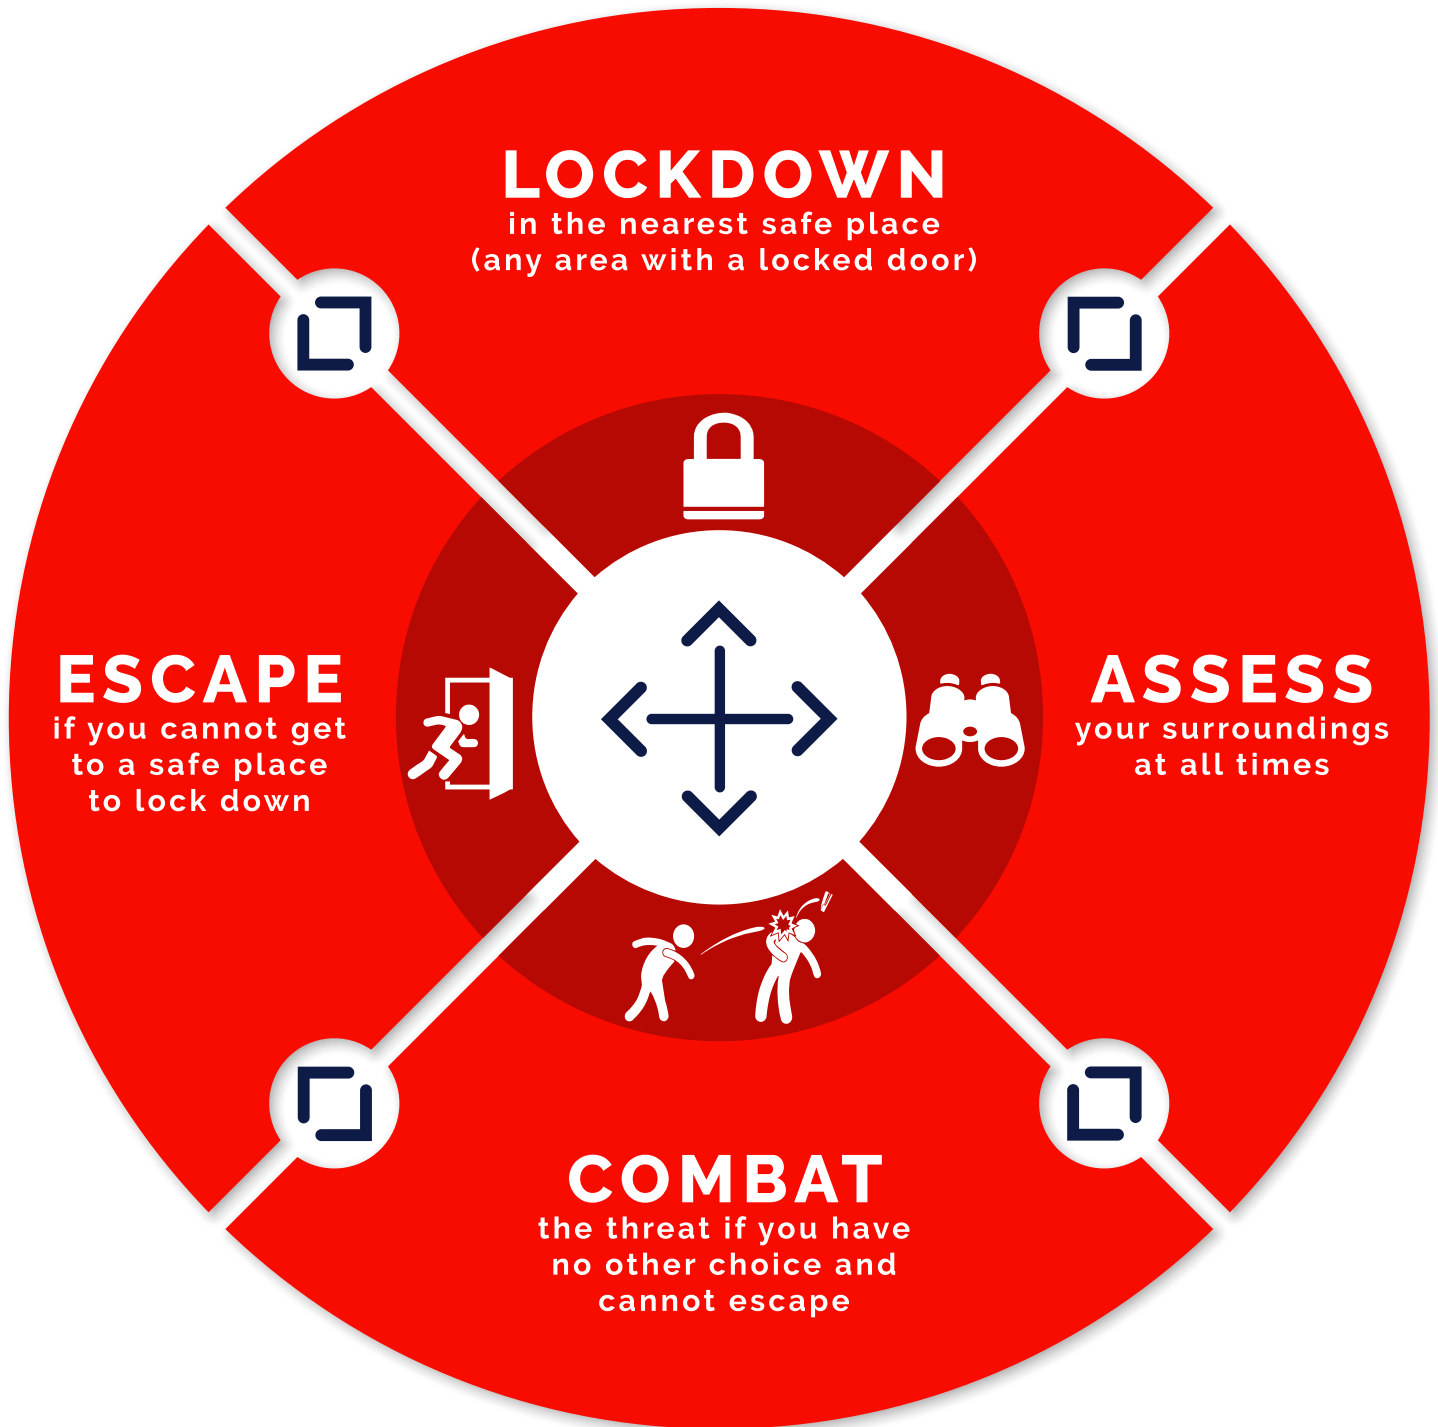 LOCKDOWN
in the nearest safe place
(any area with a locked door)
ESCAPE
if you cannot get
to a safe place
to lock down
ASSESS
your surroundings
at all times
COMBAT
the threat if you have
no other choice and
cannot escape